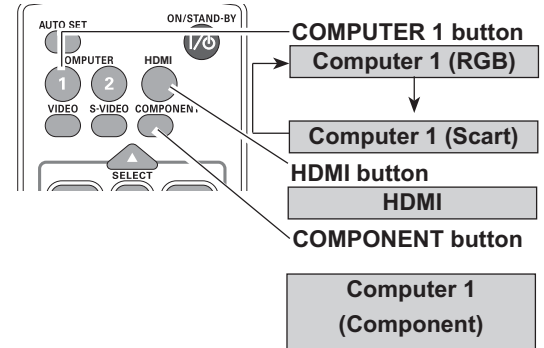 AUTO SET
ON/STAND-BY
I/⏻
COMPUTER
1
2
HDMI
VIDEO
S-VIDEO
COMPONENT
SELECT
COMPUTER 1 button
Computer 1 (RGB)
Computer 1 (Scart)
HDMI button
HDMI
COMPONENT button
Computer 1
(Component)